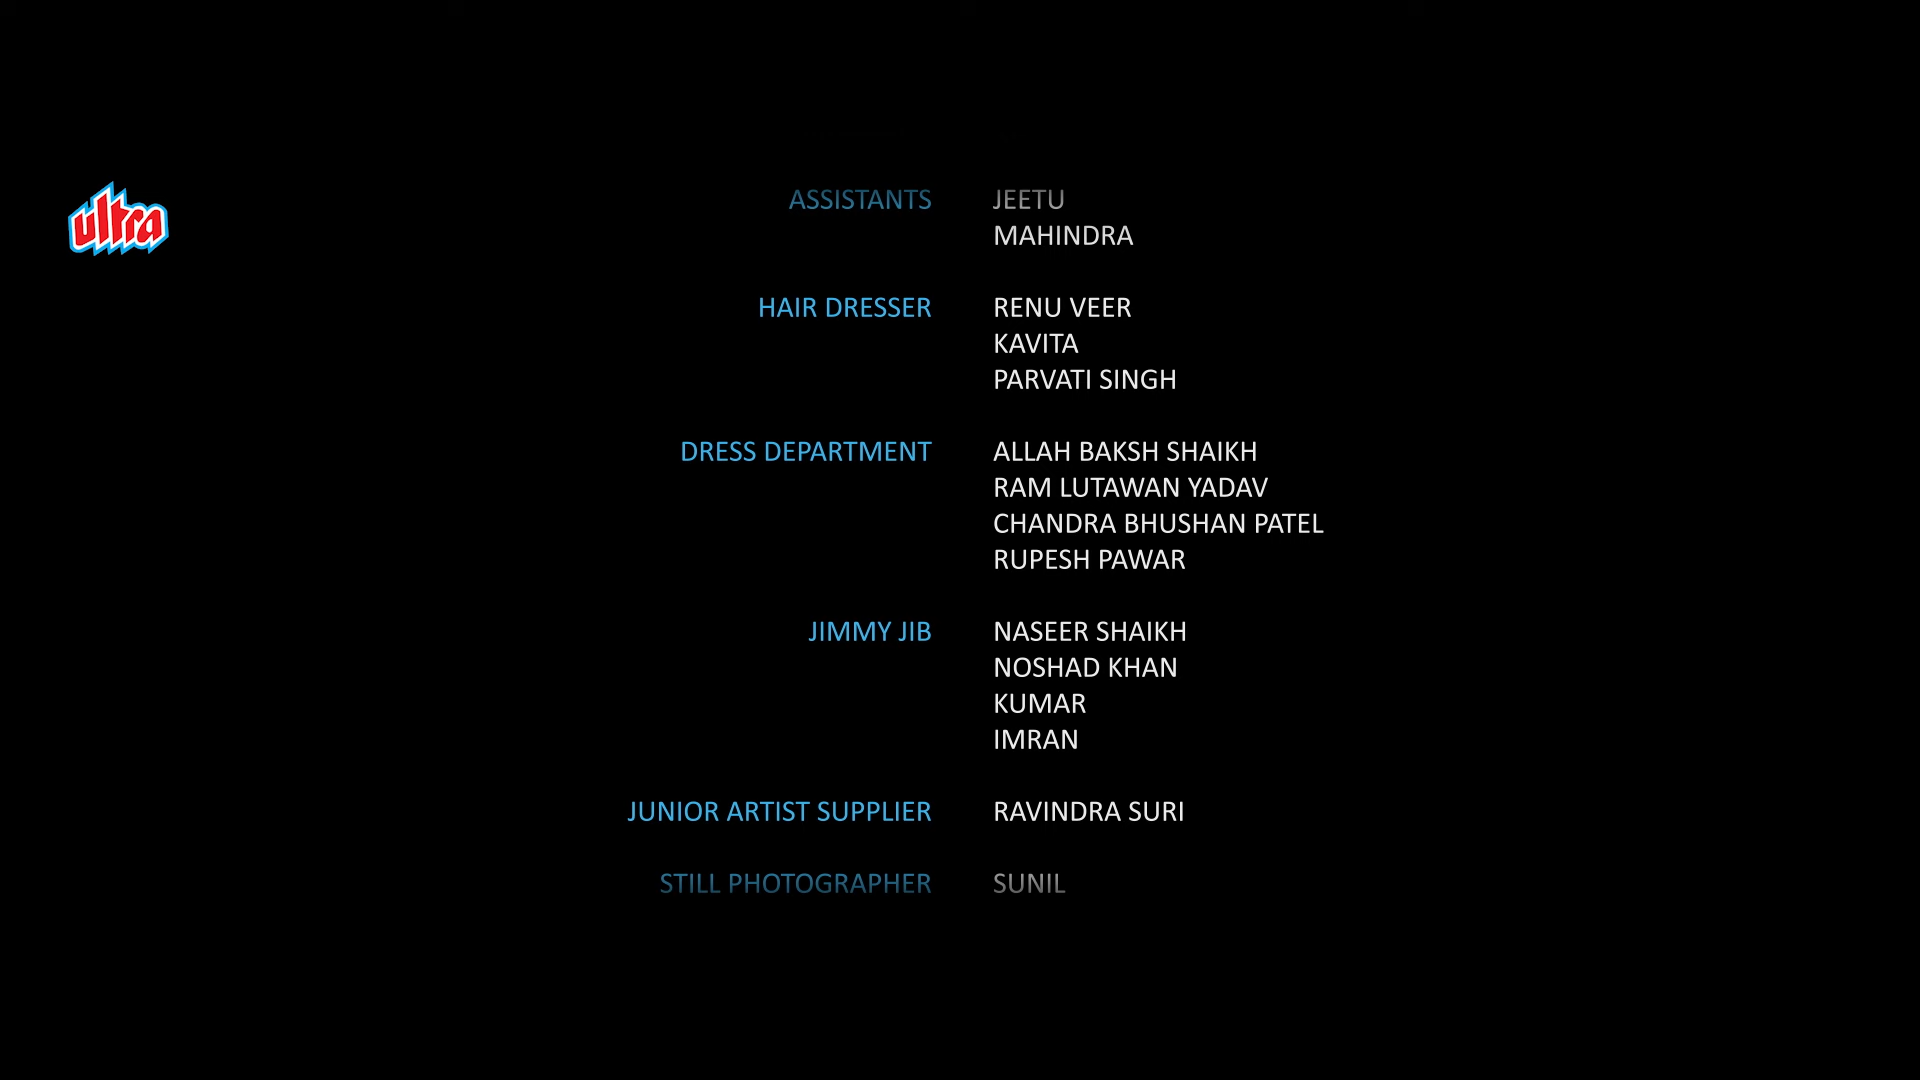 ultra
ASSISTANTS JEETU
MAHINDRA
HAIR DRESSER RENU VEER
KAVITA
PARVATI SINGH
DRESS DEPARTMENT ALLAH BAKSH SHAIKH
RAM LUTAWAN YADAV
CHANDRA BHUSHAN PATEL
RUPESH PAWAR
JIMMY JIB NASEER SHAIKH
NOSHAD KHAN
KUMAR
IMRAN
JUNIOR ARTIST SUPPLIER RAVINDRA SURI
STILL PHOTOGRAPHER SUNIL